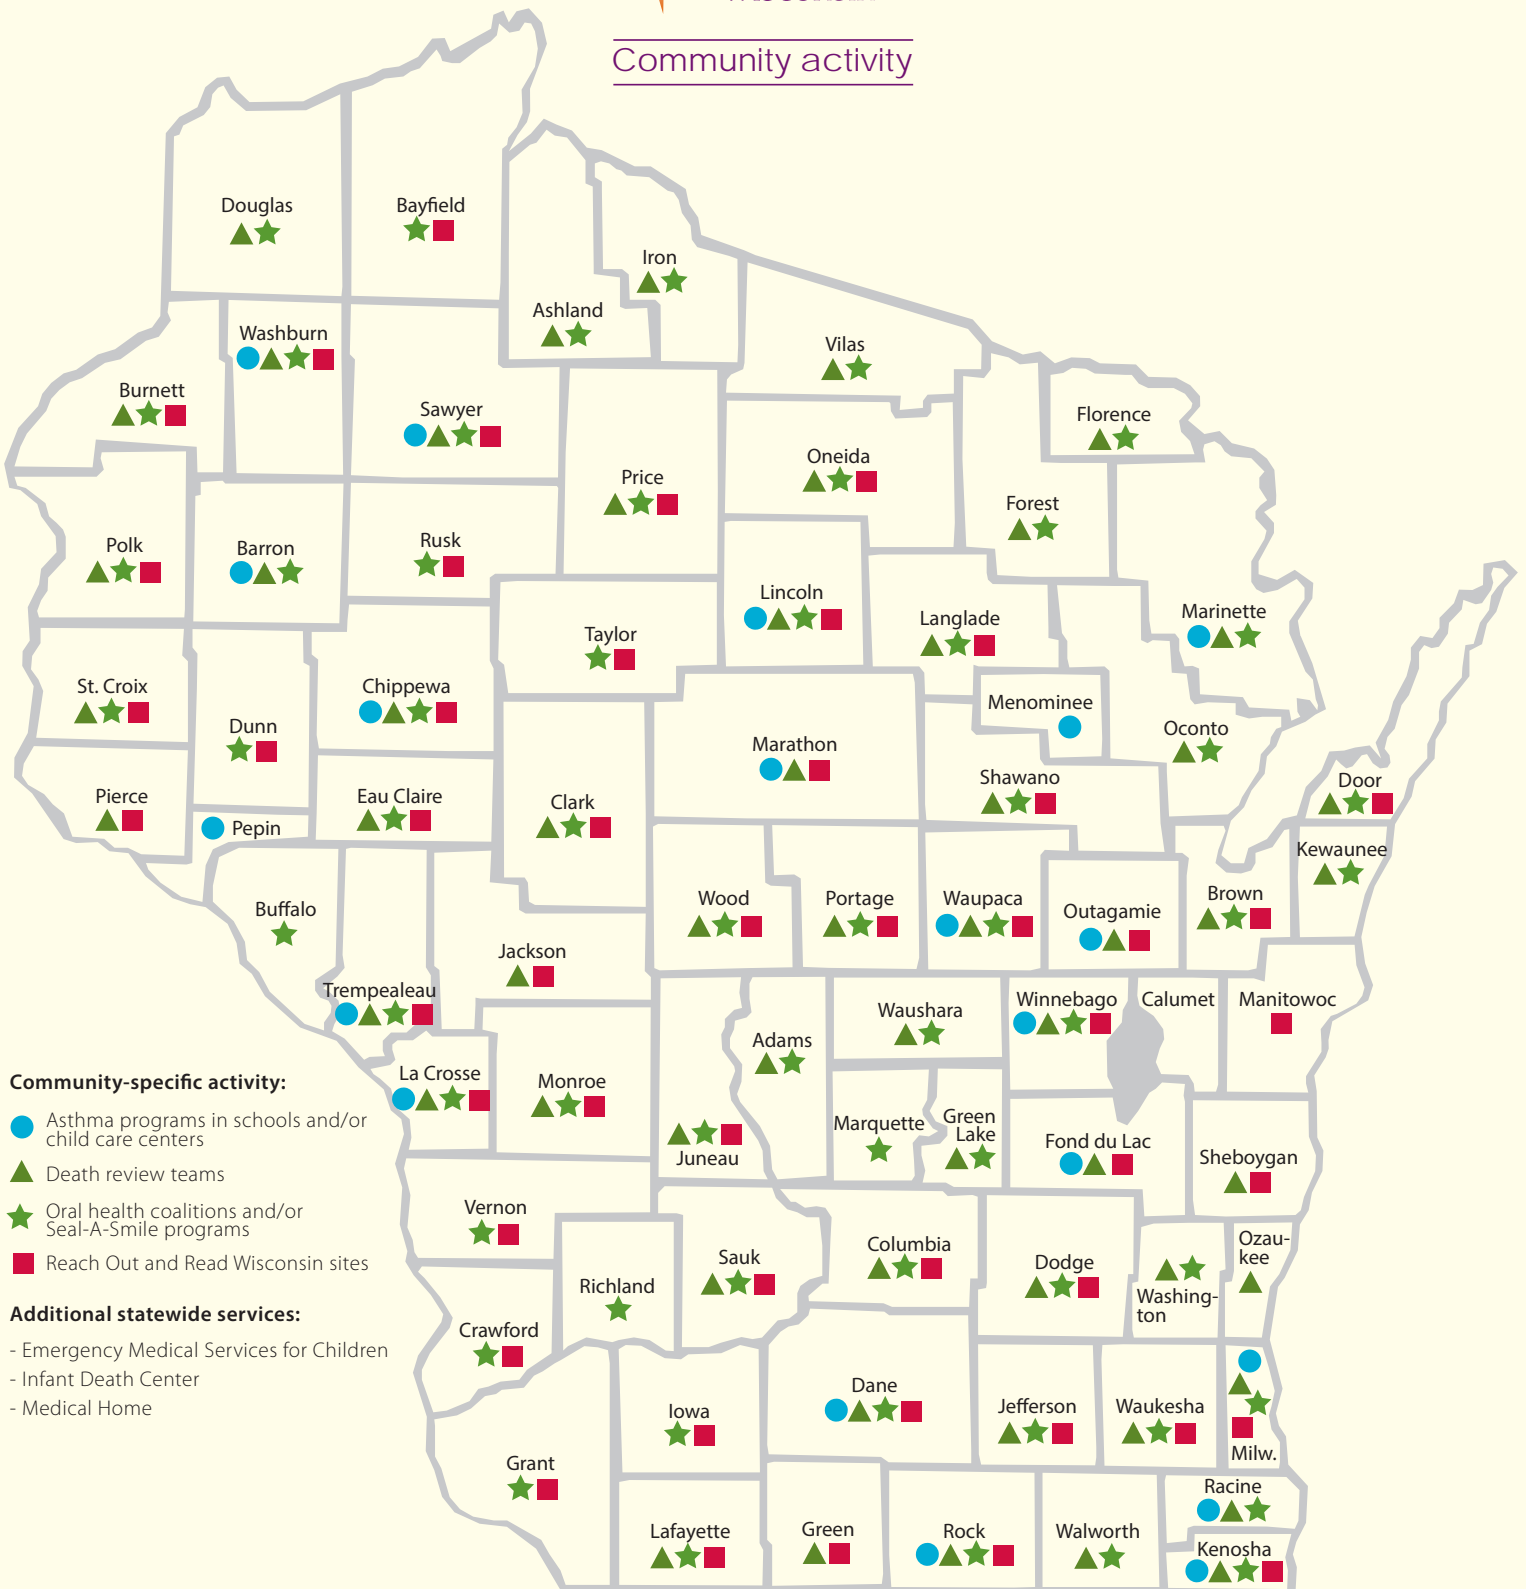 Community activity
Douglas
Bayfield
Iron
Ashland
Washburn
Vilas
Burnett
Sawyer
Florence
Oneida
Price
Forest
Rusk
Polk
Barron
Lincoln
Marinette
Langlade
Taylor
St. Croix
Chippewa
Menominee
Dunn
Oconto
Marathon
Shawano
Door
Pierce
Eau Claire
Clark
Pepin
Kewaunee
Wood
Portage
Waupaca
Brown
Buffalo
Outagamie
Jackson
Trempealeau
Winnebago
Calumet
Manitowoc
Waushara
Adams
La Crosse
Monroe
Marquette
Green
Lake
Fond du Lac
Juneau
Sheboygan
Community-specific activity:
Asthma programs in schools and/or
child care centers
Death review teams
Oral health coalitions and/or
Seal-A-Smile programs
Reach Out and Read Wisconsin sites
Additional statewide services:
- Emergency Medical Services for Children
- Infant Death Center
- Medical Home
Vernon
Ozau-
kee
Columbia
Sauk
Dodge
Richland
Washing-
ton
Crawford
Dane
Jefferson
Waukesha
Iowa
Milw.
Grant
Racine
Lafayette
Green
Rock
Walworth
Kenosha